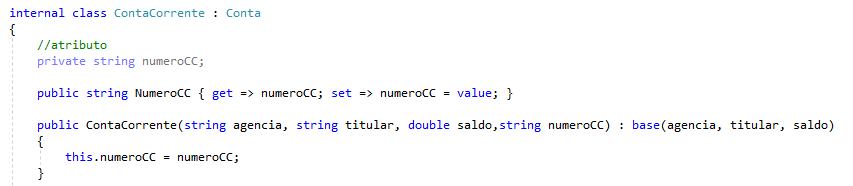 internal class ContaCorrente : Conta
{
//atributo
private string numeroCC;
public string NumeroCC { get => numeroCC; set => numeroCC = value; }
public ContaCorrente(string agencia, string titular, double saldo,string numeroCC) : base(agencia, titular, saldo)
{
this.numeroCC = numeroCC;
}